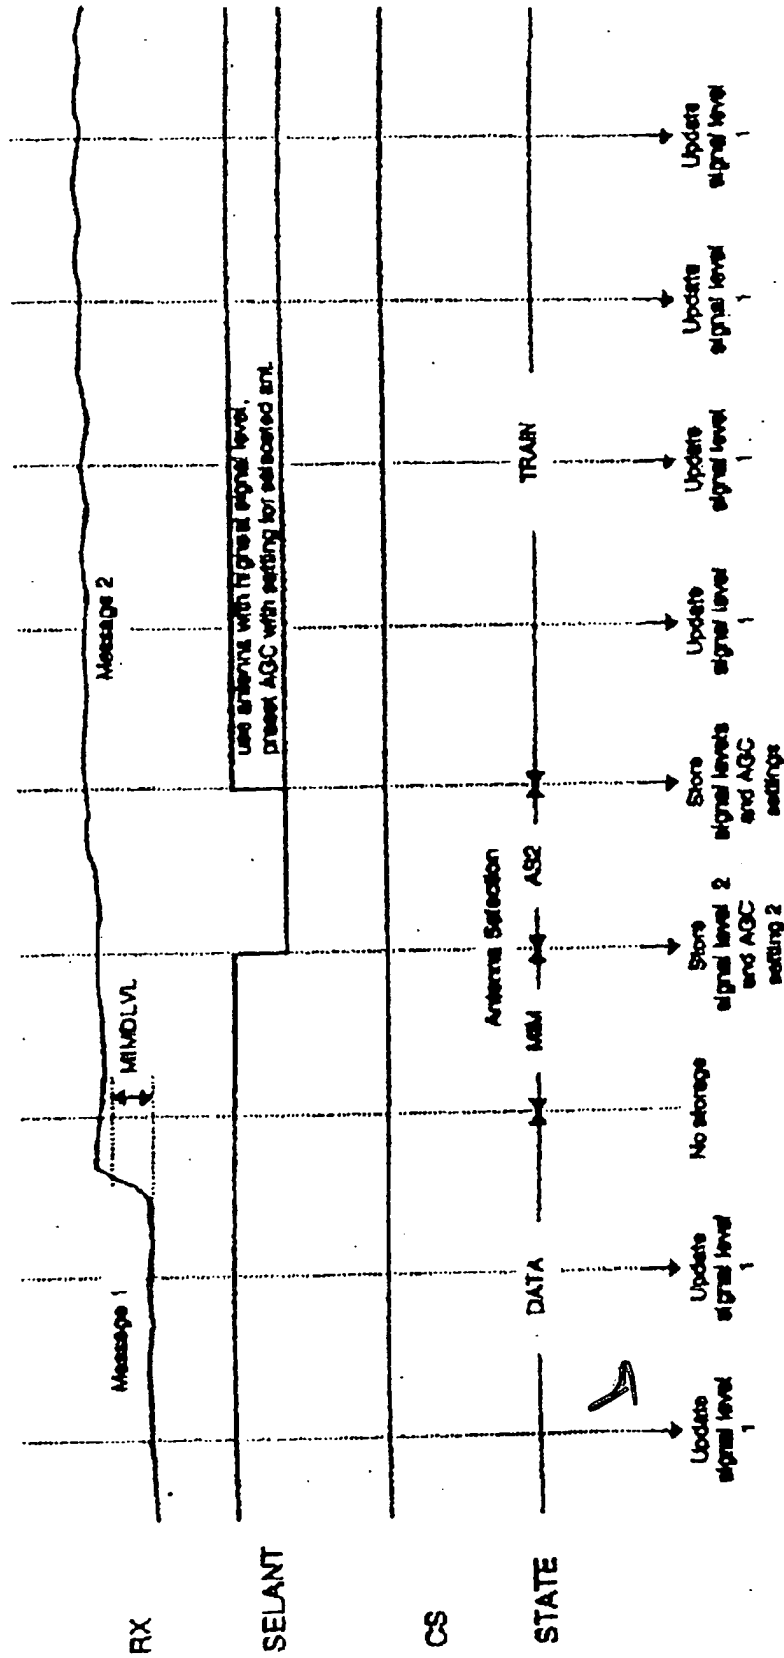 RX
Message 1
MIMDLVL
Message 2
SELANT
use antenna with highest signal level,
preset AGC with setting for selected ant.
CS
Antenna Selection
STATE
DATA
MIM
AS2
TRAIN
Update
signal level
1
Update
signal level
1
No storage
Store
signal level 2
and AGC
setting 2
Store
signal levels
and AGC
settings
Update
signal level
1
Update
signal level
1
Update
signal level
1
Update
signal level
1